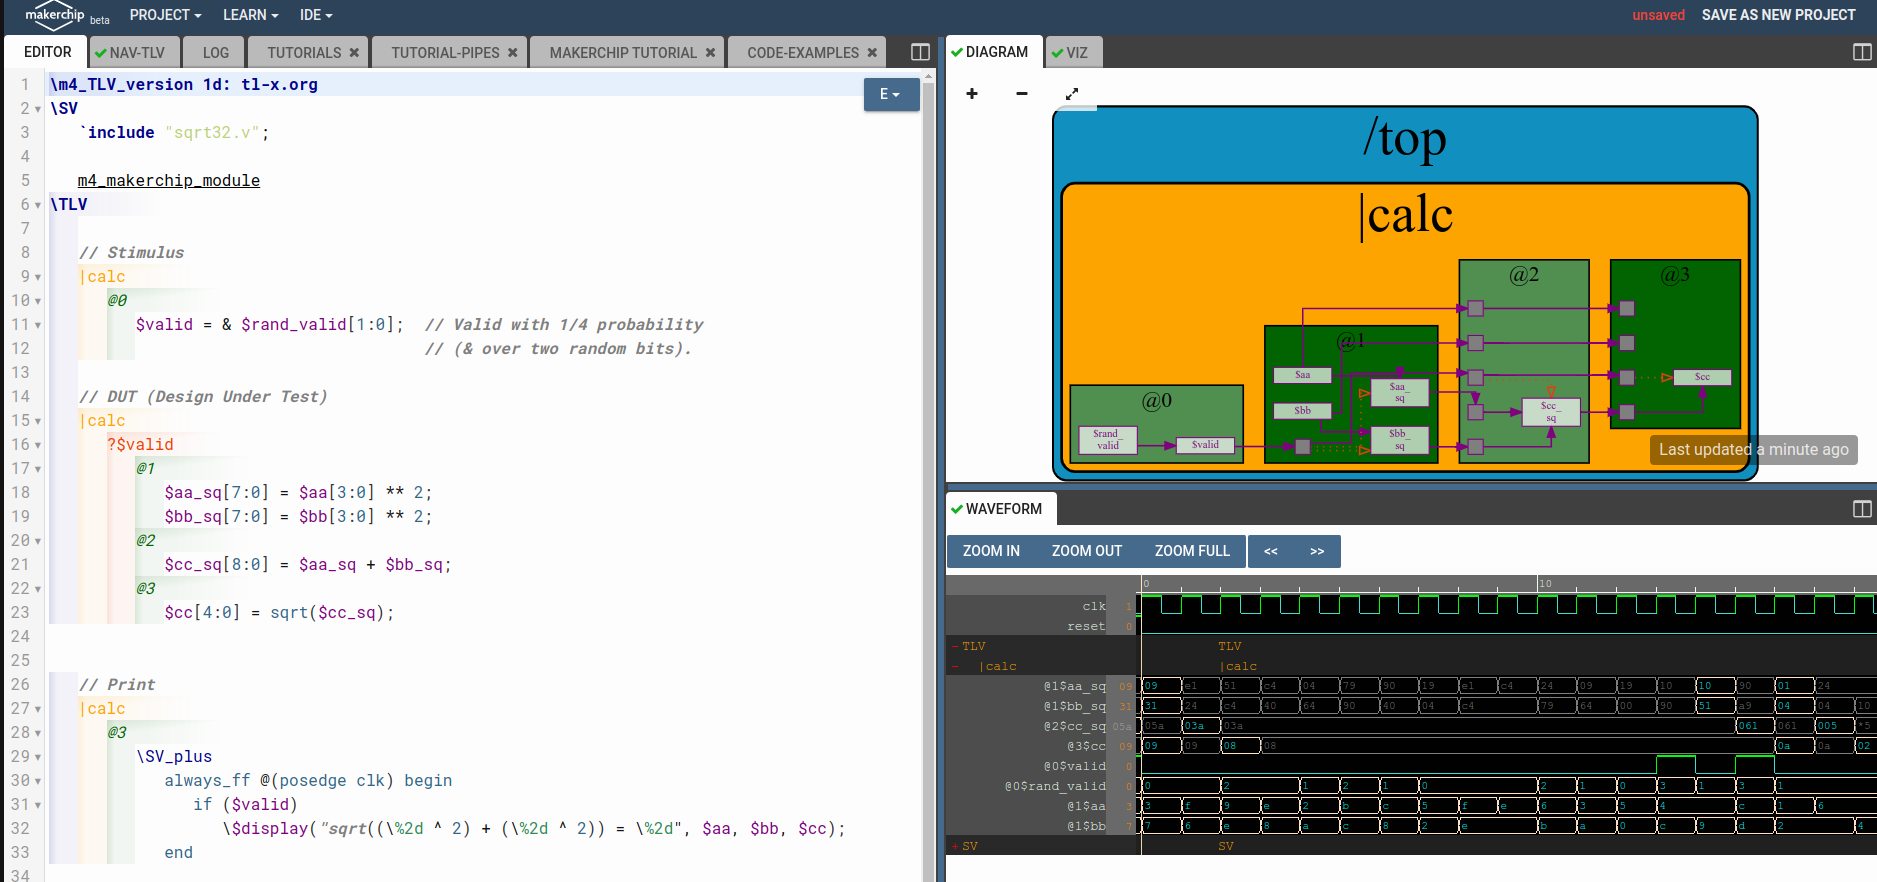 makerchip beta PROJECT LEARN IDE unsaved SAVE AS NEW PROJECT
EDITOR NAV-TLV LOG TUTORIALS TUTORIAL-PIPES MAKERCHIP TUTORIAL CODE-EXAMPLES
1 \m4_TLV_version 1d: tl-x.org
E
2 \SV
3 `include "sqrt32.v";
4
5 m4_makerchip_module
6 \TLV
7
8 // Stimulus
9 |calc
10 @0
11 $valid = & $rand_valid[1:0]; // Valid with 1/4 probability
12 // (& over two random bits).
13
14 // DUT (Design Under Test)
15 |calc
16 ?$valid
17 @1
18 $aa_sq[7:0] = $aa[3:0] ** 2;
19 $bb_sq[7:0] = $bb[3:0] ** 2;
20 @2
21 $cc_sq[8:0] = $aa_sq + $bb_sq;
22 @3
23 $cc[4:0] = sqrt($cc_sq);
24
25
26 // Print
27 |calc
28 @3
29 \SV_plus
30 always_ff @(posedge clk) begin
31 if ($valid)
32 \$display("sqrt((\%2d ^ 2) + (\%2d ^ 2)) = \%2d", $aa, $bb, $cc);
33 end
34
DIAGRAM VIZ
/top
|calc
@0
$rand_
valid
$valid
@1
$aa
$bb
$aa_
sq
$bb_
sq
@2
$cc_
sq
@3
$cc
Last updated a minute ago
WAVEFORM
ZOOM IN ZOOM OUT ZOOM FULL << >>
0 10
clk 1
reset 0
- TLV TLV
- |calc |calc
@1$aa_sq 09 09 e1 51 c4 04 79 90 19 e1 c4 24 09 19 10 10 90 01 24
@1$bb_sq 31 31 24 c4 40 64 90 40 04 c4 79 64 00 90 51 a9 04 04 10
@2$cc_sq 05a 05a 03a 03a 061 061 005 *5
@3$cc 09 09 09 08 08 0a 0a 02
@0$valid 0
@0$rand_valid 0 0 2 1 2 1 0 2 1 0 3 1 3 1
@1$aa 3 3 f 9 e 2 b c 5 f e 6 3 5 4 c 1 6
@1$bb 7 7 6 e 8 a c 8 2 e b a 0 c 9 d 2 4
+ SV SV